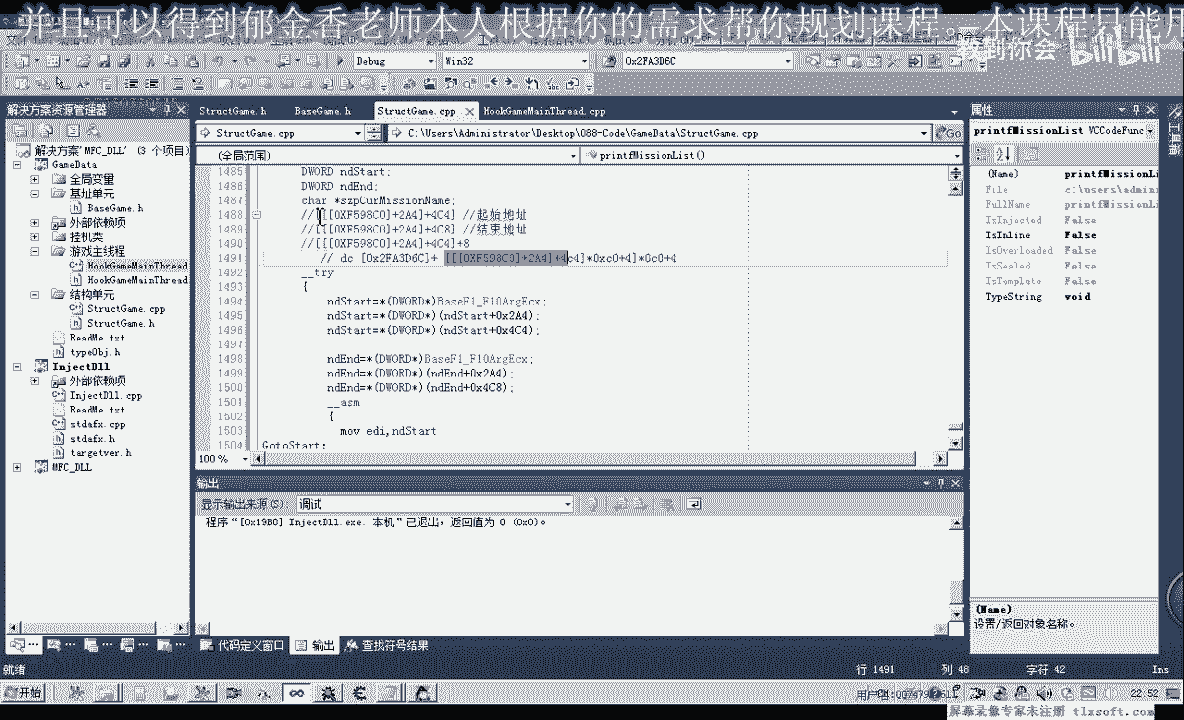 并且可以得到郁金香老师本人根据你的需求帮你规划课程。本课程只能用
教到你会
bilibili
Debug
Win32
0x2FA3D6C
解决方案资源管理器
StructGame.h
BaseGame.h
StructGame.cpp
HookGameMainThread.cpp
属性
工具箱
StructGame.cpp
C:\Users\Administrator\Desktop\088-Code\GameData\StructGame.cpp
Go
printfMissionList VCCodeFunc
(全局范围)
printfMissionList()
解决方案'MFC_DLL' (3 个项目)
GameData
全局变量
基址单元
BaseGame.h
外部依赖项
挂机类
游戏主线程
HookGameMainThread
HookGameMainThread
结构单元
StructGame.cpp
StructGame.h
ReadMe.txt
typeObj.h
InjectDll
外部依赖项
InjectDll.cpp
ReadMe.txt
stdafx.cpp
stdafx.h
targetver.h
MFC_DLL
1485 DWORD ndStart;
1486 DWORD ndEnd;
1487 char *szpCurMissionName;
1488 //[[[0XF598C0]+2A4]+4C4] //起始地址
1489 //[[[0XF598C0]+2A4]+4C8] //结束地址
1490 //[[[0XF598C0]+2A4]+4C4]+8
1491 // dc [0x2FA3D6C]+ [[[[0XF598C0]+2A4]+4c4]*0xc0+4]*0c0+4
1492 __try
1493 {
1494 ndStart=*(DWORD*)BaseF1_F10ArgEcx;
1495 ndStart=*(DWORD*)(ndStart+0x2A4);
1496 ndStart=*(DWORD*)(ndStart+0x4C4);
1497
1498 ndEnd=*(DWORD*)BaseF1_F10ArgEcx;
1499 ndEnd=*(DWORD*)(ndEnd+0x2A4);
1500 ndEnd=*(DWORD*)(ndEnd+0x4C8);
1501 __asm
1502 {
1503 mov edi,ndStart
1504 GotoStart:
100 %
(Name) printfMissionLi
File c:\users\admini
FullName printfMissionLi
IsInjected False
IsInline False
IsOverloaded False
IsSealed False
IsTemplate False
TypeString void
(Name)
设置/返回对象名称。
输出
显示输出来源(S): 调试
程序“[0x19B0] InjectDll.exe: 本机”已退出，返回值为 0 (0x0)。
代码定义窗口
输出
查找符号结果
就绪
行 1491
列 48
字符 42
Ins
开始
22:52
屏幕录像专家未注册 tlxsoft.com